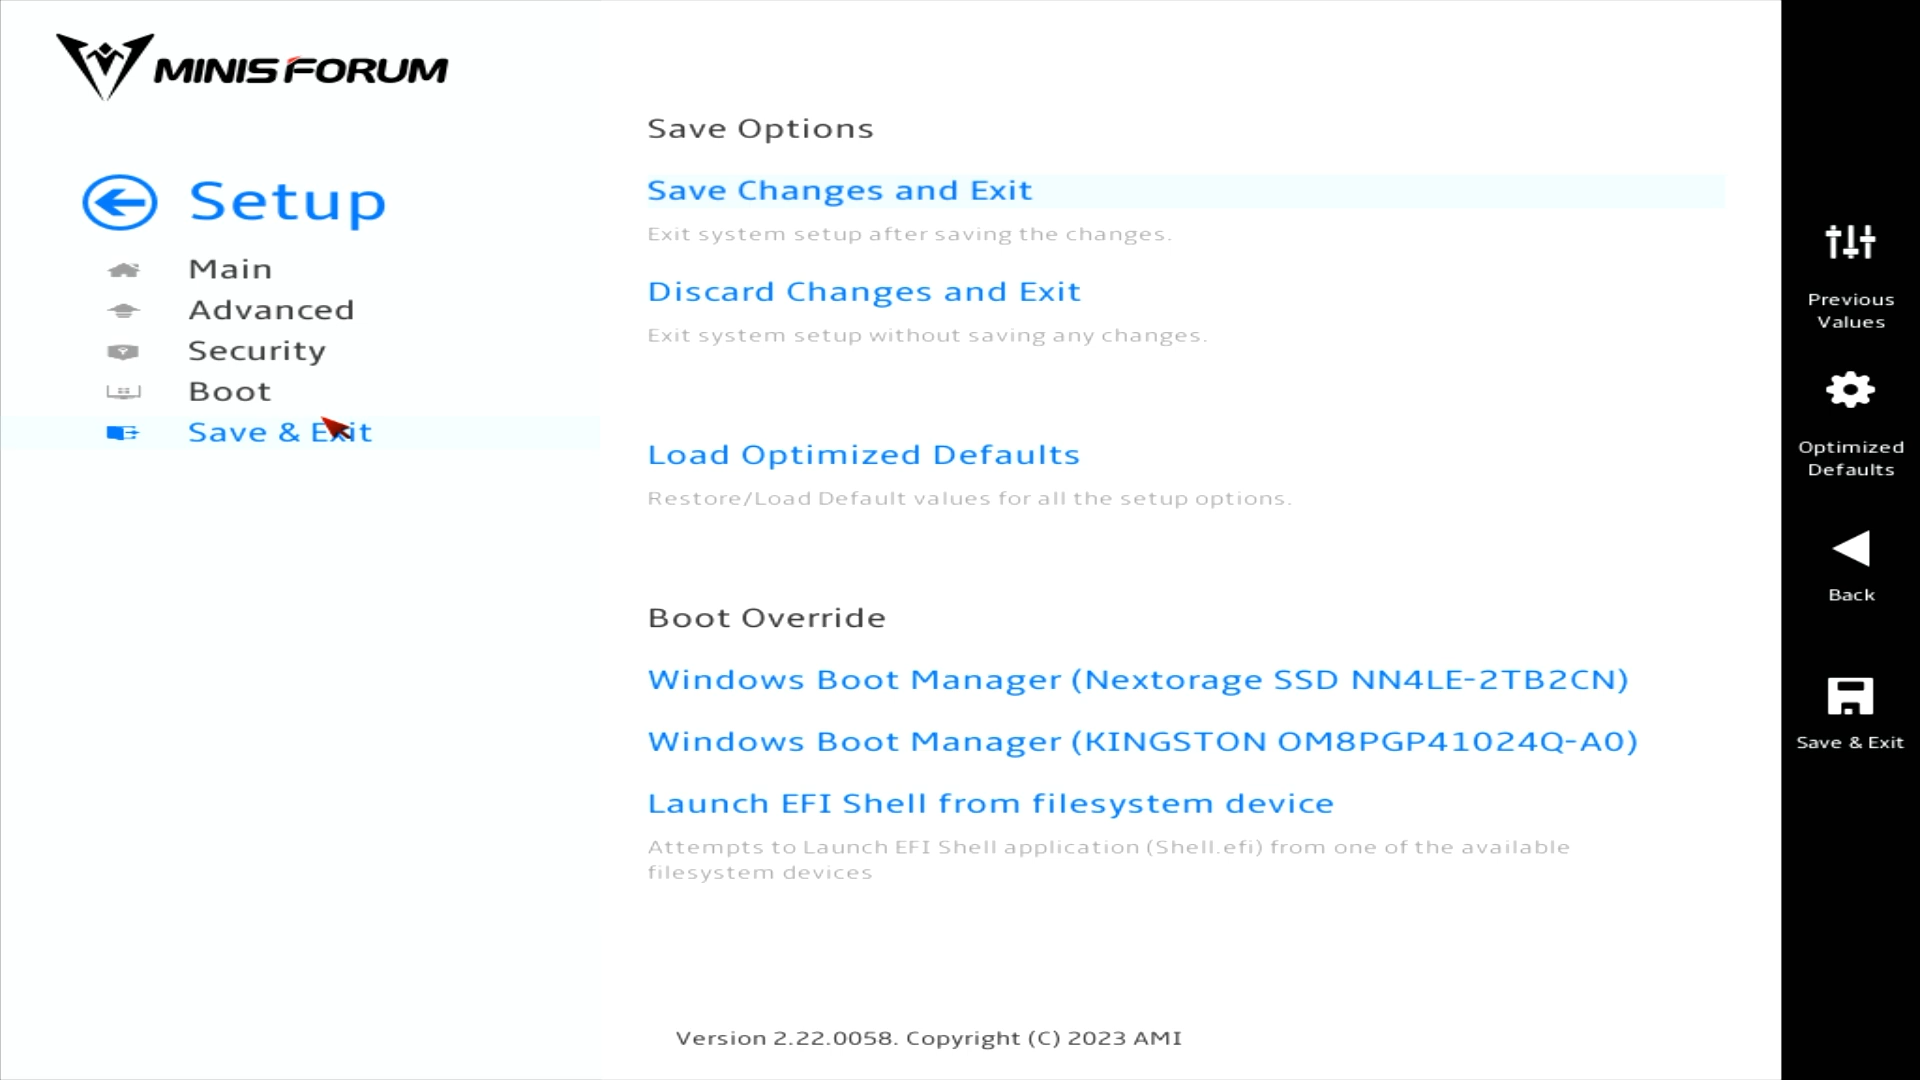 MINISFORUM
Setup
Main
Advanced
Security
Boot
Save & Exit
Save Options
Save Changes and Exit
Exit system setup after saving the changes.
Discard Changes and Exit
Exit system setup without saving any changes.
Load Optimized Defaults
Restore/Load Default values for all the setup options.
Boot Override
Windows Boot Manager (Nextorage SSD NN4LE-2TB2CN)
Windows Boot Manager (KINGSTON OM8PGP41024Q-A0)
Launch EFI Shell from filesystem device
Attempts to Launch EFI Shell application (Shell.efi) from one of the available
filesystem devices
Version 2.22.0058. Copyright (C) 2023 AMI
Previous
Values
Optimized
Defaults
Back
Save & Exit